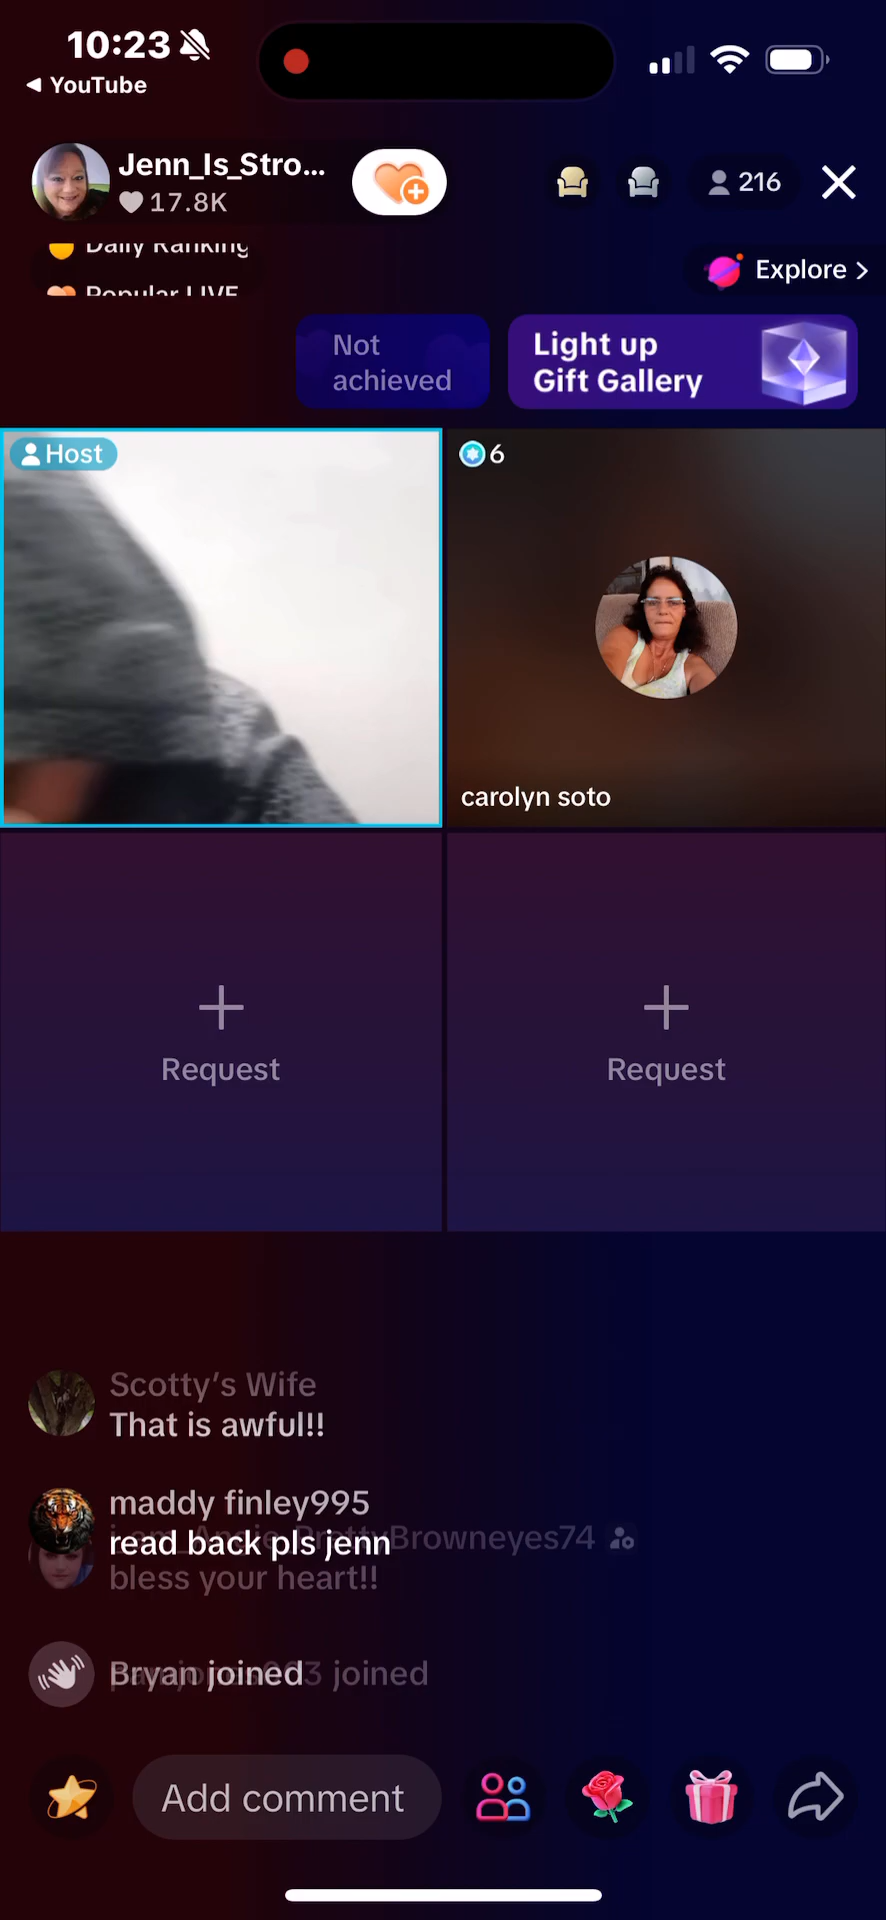 10:23
YouTube
Jenn_Is_Stro...
17.8K
216
Daily Ranking
Popular LIVE
Explore >
Not
achieved
Light up
Gift Gallery
Host
6
carolyn soto
Request
Request
Scotty's Wife
That is awful!!
maddy finley995
read back pls jenn
bless your heart!!
Bryan joined
joined
Add comment